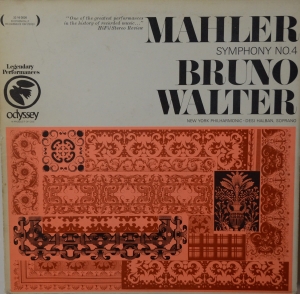 "One of the greatest performances
in the history of recorded music..."
HiFi/Stereo Review
MAHLER
SYMPHONY NO.4
BRUNO
WALTER
NEW YORK PHILHARMONIC · DESI HALBAN, SOPRANO
Legendary
Performances
odyssey